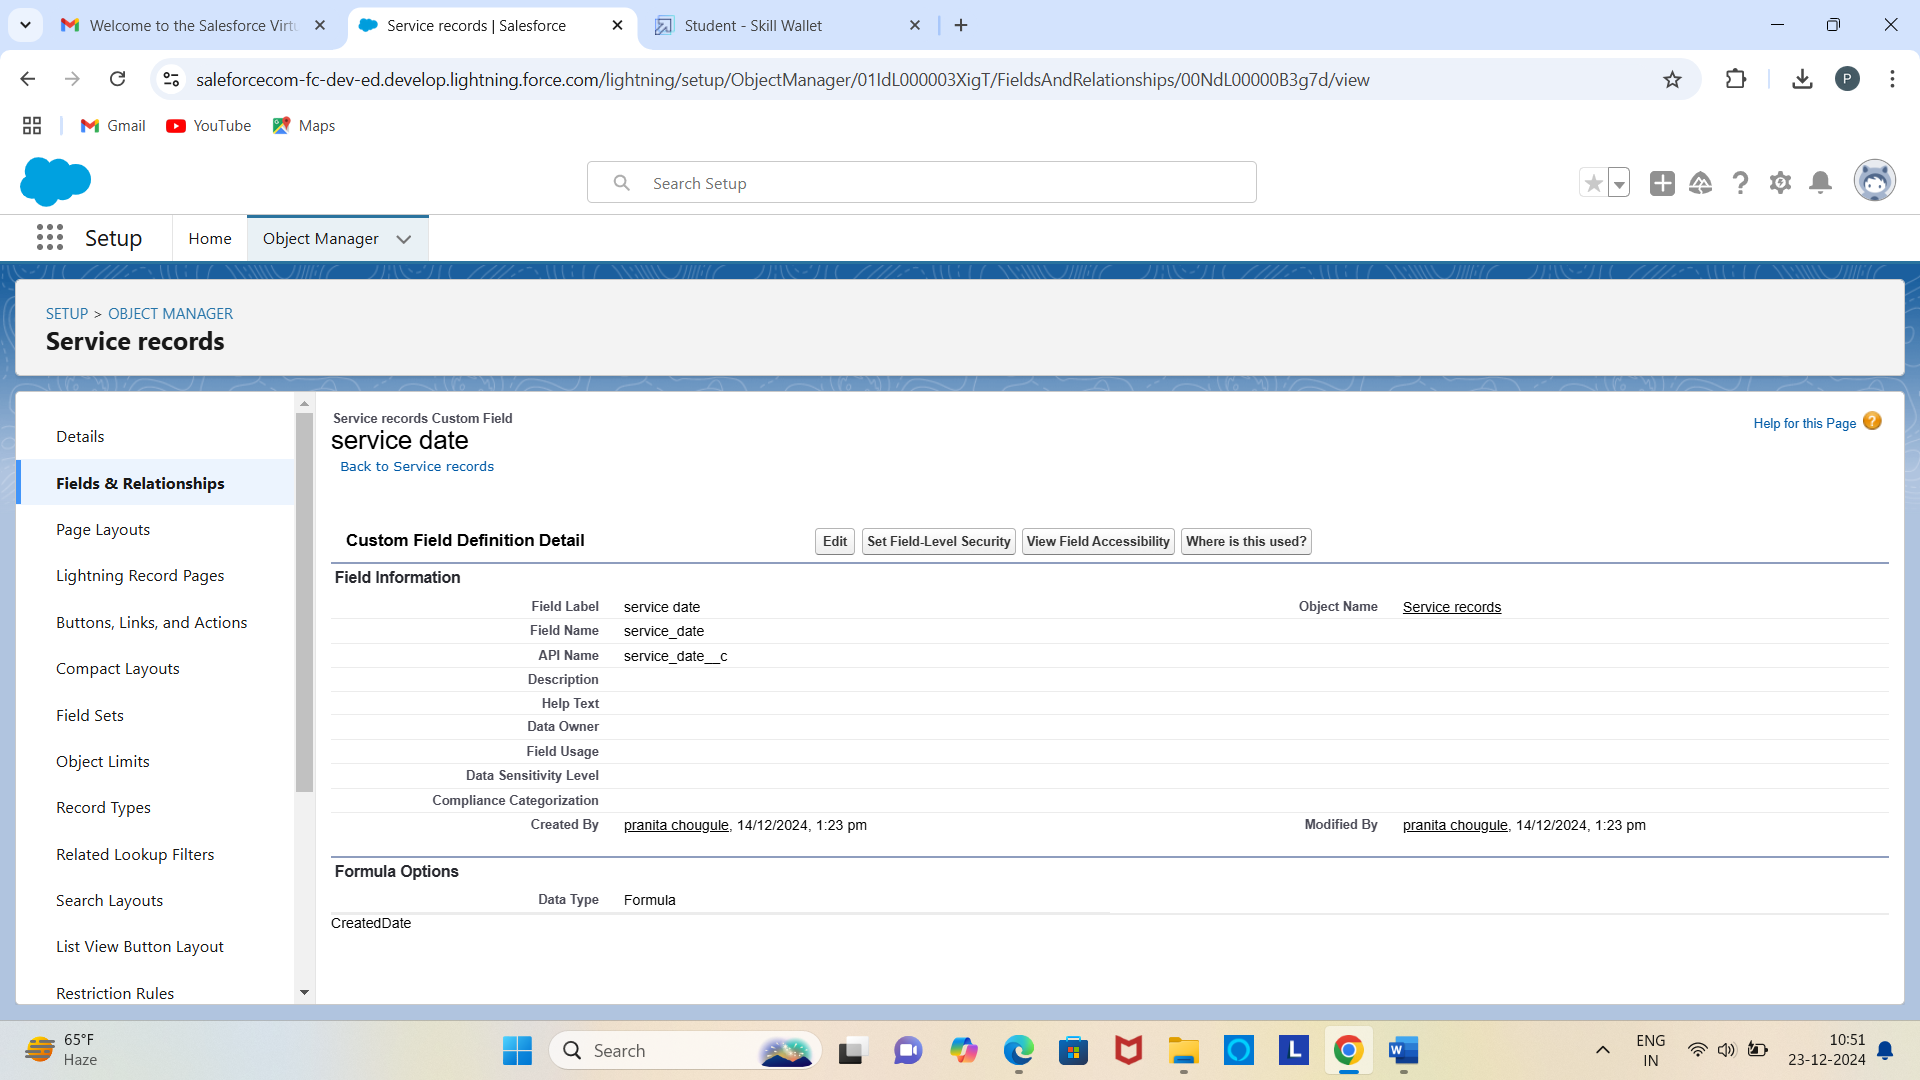 Welcome to the Salesforce Virtu
Service records | Salesforce
Student - Skill Wallet
saleforcecom-fc-dev-ed.develop.lightning.force.com/lightning/setup/ObjectManager/01IdL000003XigT/FieldsAndRelationships/00NdL00000B3g7d/view
P
Gmail
YouTube
Maps
Search Setup
Setup
Home
Object Manager
SETUP > OBJECT MANAGER
Service records
Details
Fields & Relationships
Page Layouts
Lightning Record Pages
Buttons, Links, and Actions
Compact Layouts
Field Sets
Object Limits
Record Types
Related Lookup Filters
Search Layouts
List View Button Layout
Restriction Rules
Service records Custom Field
service date
Back to Service records
Help for this Page ?
Custom Field Definition Detail
Edit
Set Field-Level Security
View Field Accessibility
Where is this used?
Field Information
Field Label service date
Object Name Service records
Field Name service_date
API Name service_date__c
Description
Help Text
Data Owner
Field Usage
Data Sensitivity Level
Compliance Categorization
Created By pranita chougule, 14/12/2024, 1:23 pm
Modified By pranita chougule, 14/12/2024, 1:23 pm
Formula Options
Data Type Formula
CreatedDate
65°F
Haze
Search
L
W
ENG
IN
10:51
23-12-2024